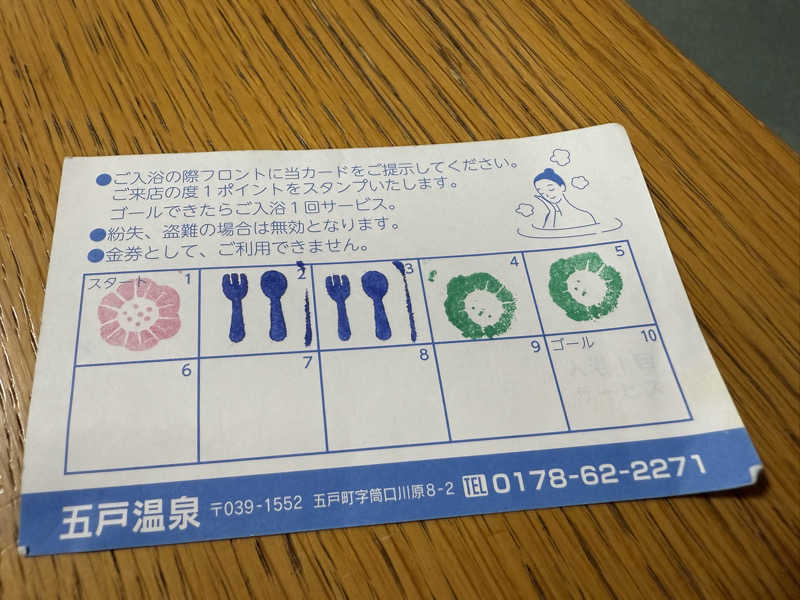 ●ご入浴の際フロントに当カードをご提示してください。
ご来店の度1ポイントをスタンプいたします。
ゴールできたらご入浴1回サービス。
●紛失、盗難の場合は無効となります。
●金券として、ご利用できません。
スタート 1 2 3 4 5
6 7 8 9 ゴール 10
五戸温泉 〒039-1552 五戸町字筒口川原8-2 TEL 0178-62-2271